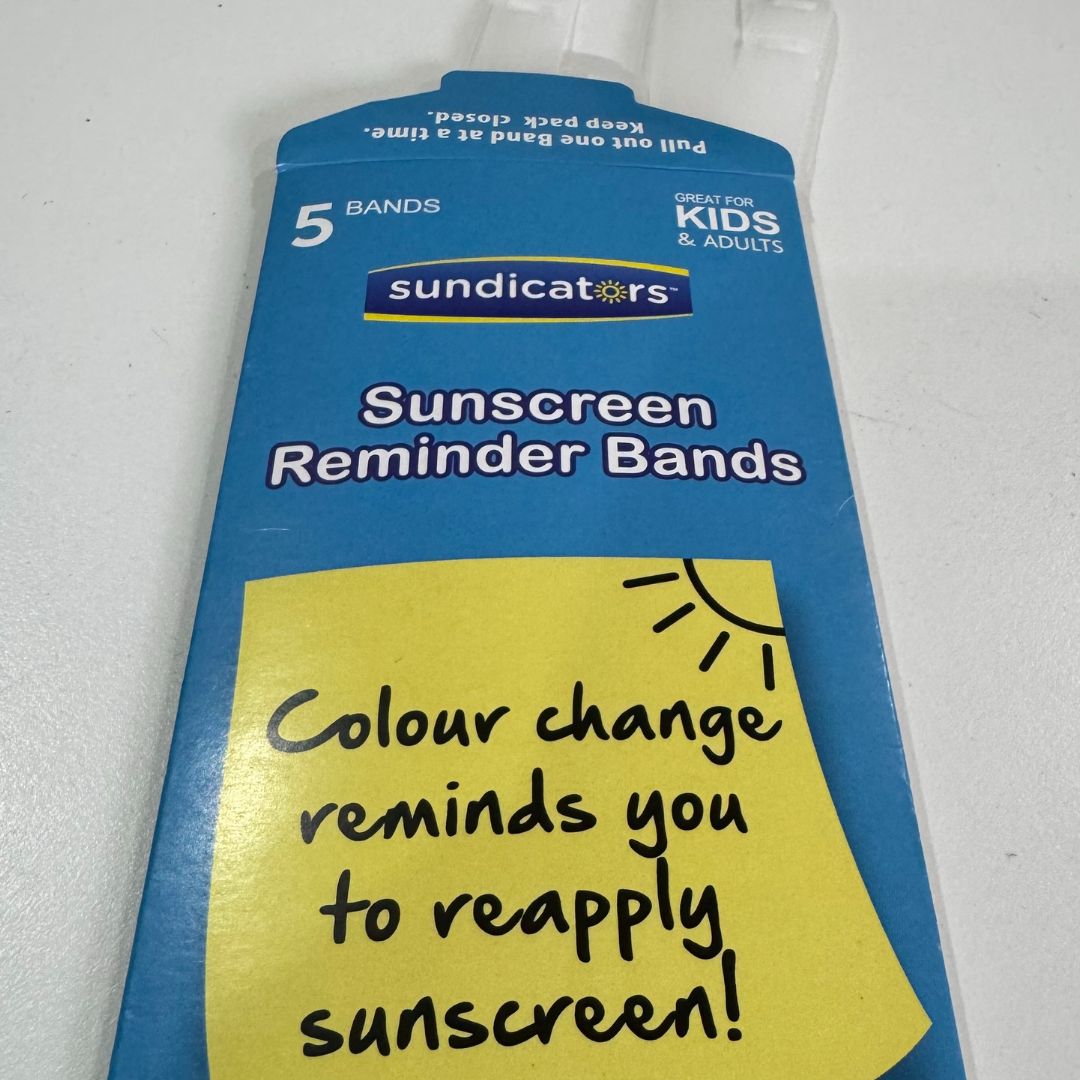 Pull out one Band at a time.
Keep pack closed.
5 BANDS
GREAT FOR
KIDS
& ADULTS
sundicators™
Sunscreen
Reminder Bands
Colour change
reminds you
to reapply
sunscreen!